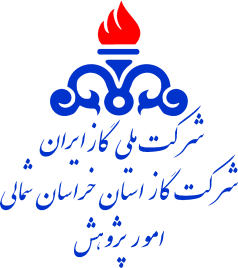 شرکت ملی گاز ایران
شرکت گاز استان خراسان شمالی
امور پژوهش